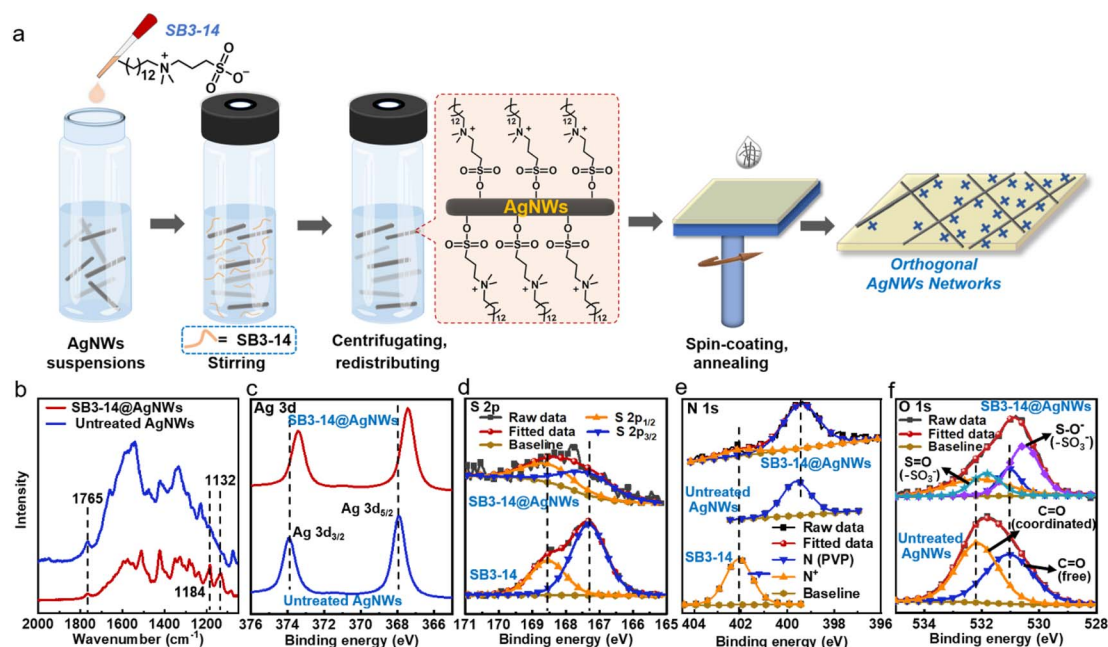 a
SB3-14
12
N
+
S
O
O
O⁻
AgNWs
suspensions
= SB3-14
Stirring
Centrifugating,
redistributing
12 12 12
N N N
+ + +
O S O O S O O S O
O O O
AgNWs
O O O
O S O O S O O S O
N N N
+ + +
12 12 12
Spin-coating,
annealing
Orthogonal
AgNWs Networks
b
SB3-14@AgNWs
Untreated AgNWs
1765
1132
1184
Intensity
2000 1800 1600 1400 1200
Wavenumber (cm⁻¹)
c
Ag 3d
SB3-14@AgNWs
Ag 3d5/2
Ag 3d3/2
Untreated AgNWs
376 374 372 370 368 366
Binding energy (eV)
d
S 2p
Raw data
Fitted data
Baseline
S 2p1/2
S 2p3/2
SB3-14@AgNWs
SB3-14
171 170 169 168 167 166 165
Binding energy (eV)
e
N 1s
SB3-14@AgNWs
Untreated
AgNWs
SB3-14
Raw data
Fitted data
N (PVP)
N⁺
Baseline
404 402 400 398 396
Binding energy (eV)
f
O 1s
SB3-14@AgNWs
Raw data
Fitted data
Baseline
S-O⁻
(-SO₃⁻)
S=O
(-SO₃⁻)
C=O
(coordinated)
Untreated
AgNWs
C=O
(free)
534 532 530 528
Binding energy (eV)